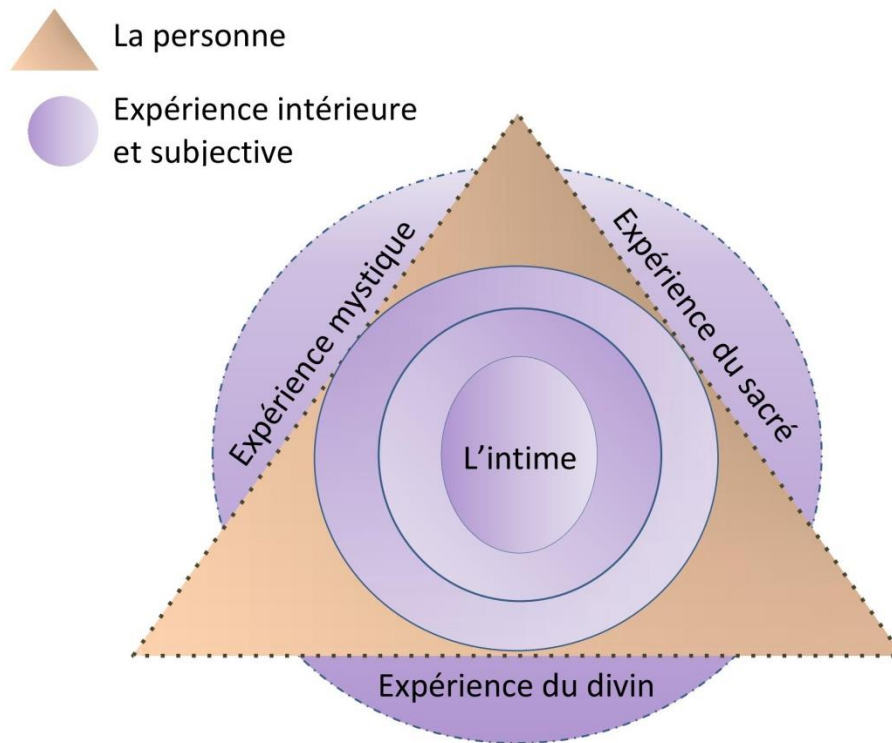 La personne
Expérience intérieure
et subjective
Expérience mystique
Expérience du sacré
L'intime
Expérience du divin